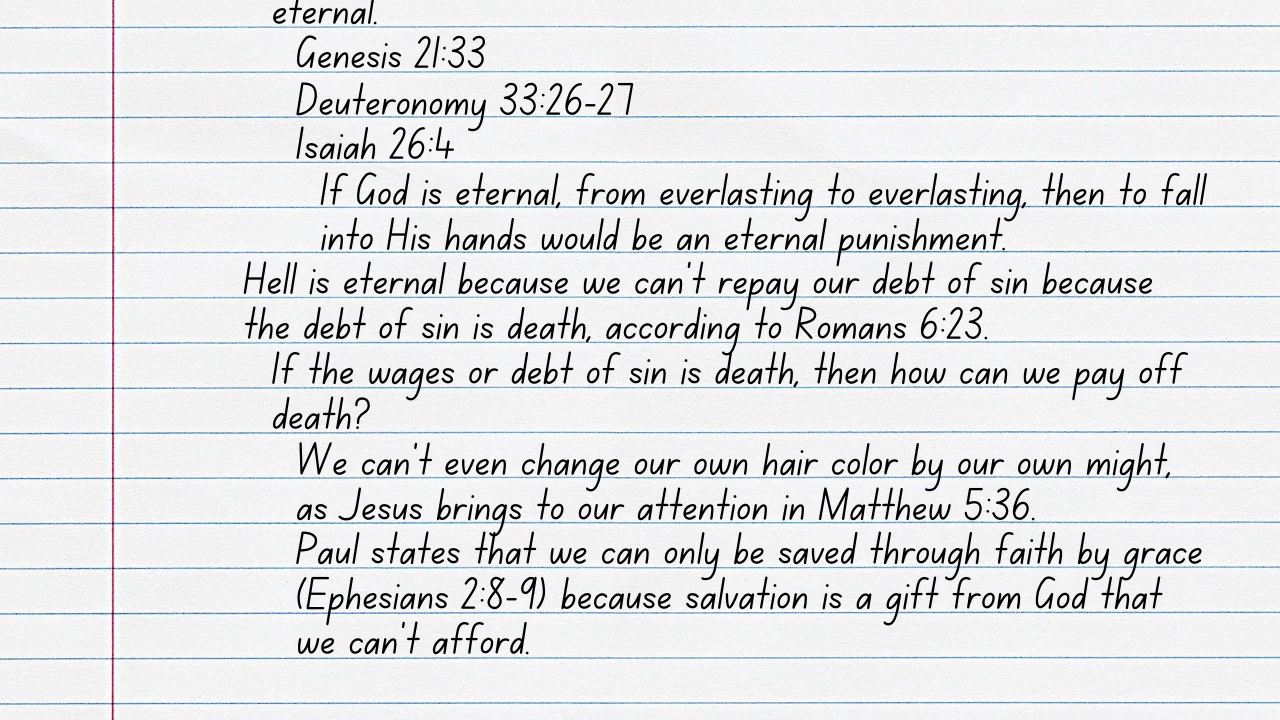 eternal.
Genesis 21:33
Deuteronomy 33:26-27
Isaiah 26:4
If God is eternal, from everlasting to everlasting, then to fall
into His hands would be an eternal punishment.
Hell is eternal because we can't repay our debt of sin because
the debt of sin is death, according to Romans 6:23.
If the wages or debt of sin is death, then how can we pay off
death?
We can't even change our own hair color by our own might,
as Jesus brings to our attention in Matthew 5:36.
Paul states that we can only be saved through faith by grace
(Ephesians 2:8-9) because salvation is a gift from God that
we can't afford.